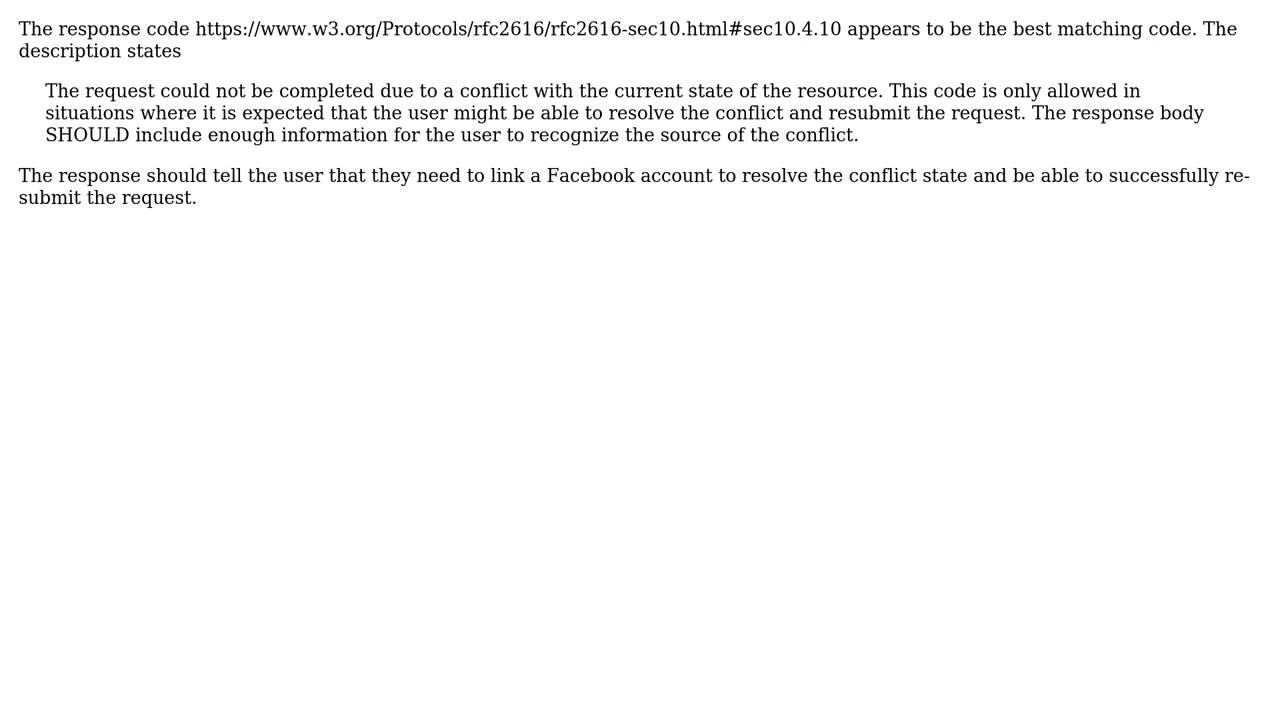 The response code https://www.w3.org/Protocols/rfc2616/rfc2616-sec10.html#sec10.4.10 appears to be the best matching code. The
description states
The request could not be completed due to a conflict with the current state of the resource. This code is only allowed in
situations where it is expected that the user might be able to resolve the conflict and resubmit the request. The response body
SHOULD include enough information for the user to recognize the source of the conflict.
The response should tell the user that they need to link a Facebook account to resolve the conflict state and be able to successfully re-
submit the request.